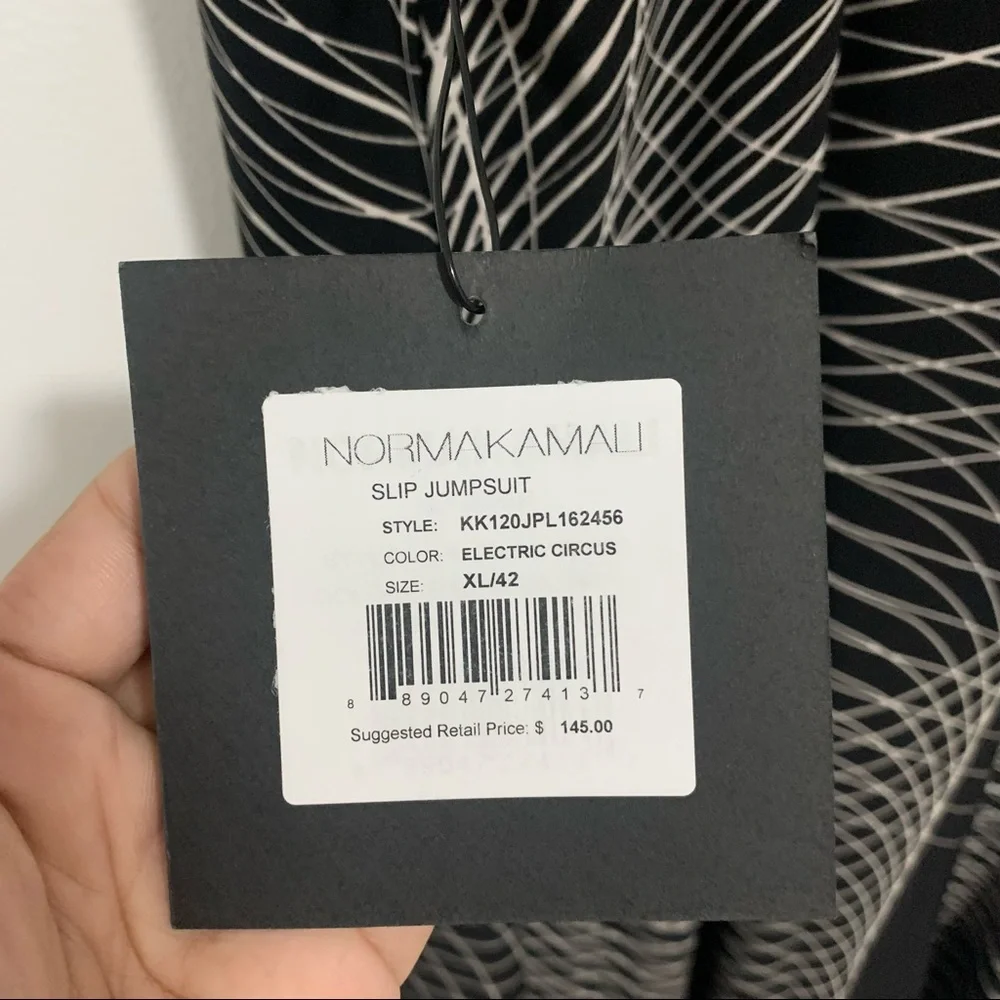 NORMAKAMALI
SLIP JUMPSUIT
STYLE: KK120JPL162456
COLOR: ELECTRIC CIRCUS
SIZE: XL/42
8 89047 27413 7
Suggested Retail Price: $ 145.00